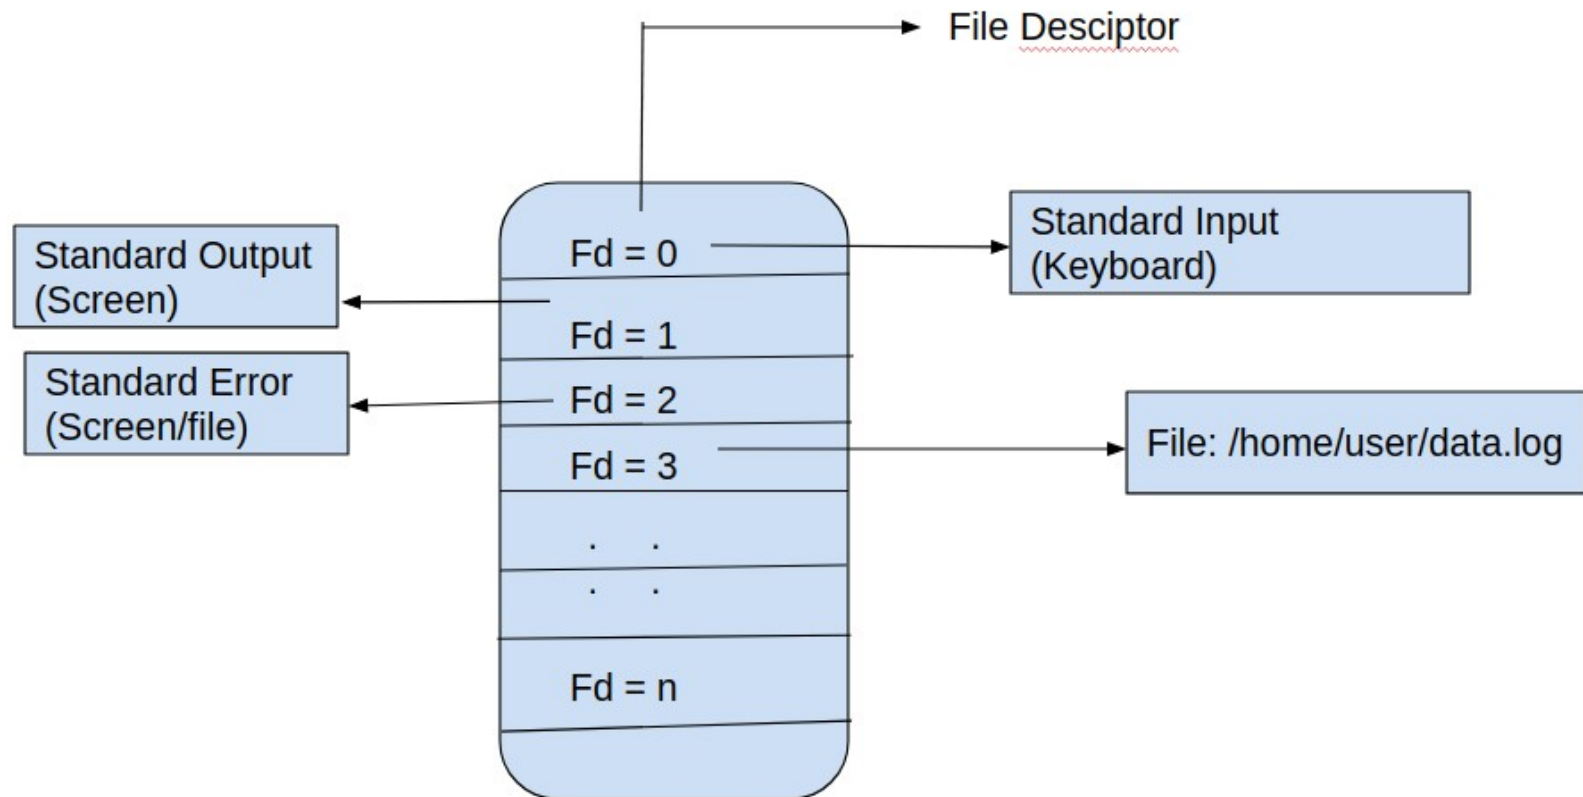 File Desciptor
Standard Output
(Screen)
Standard Error
(Screen/file)
Fd = 0
Fd = 1
Fd = 2
Fd = 3
. .
. .
Fd = n
Standard Input
(Keyboard)
File: /home/user/data.log